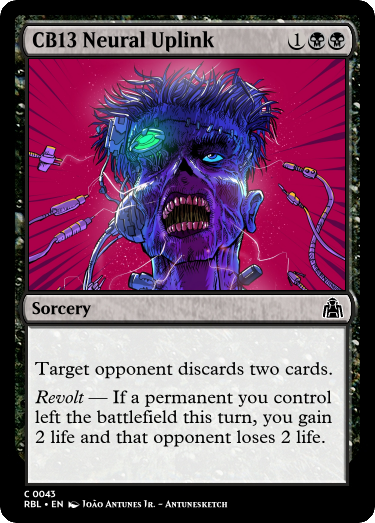 CB13 Neural Uplink 1
Sorcery
Target opponent discards two cards.
Revolt — If a permanent you control
left the battlefield this turn, you gain
2 life and that opponent loses 2 life.
C 0043
RBL • EN João Antunes Jr. – Antunesketch